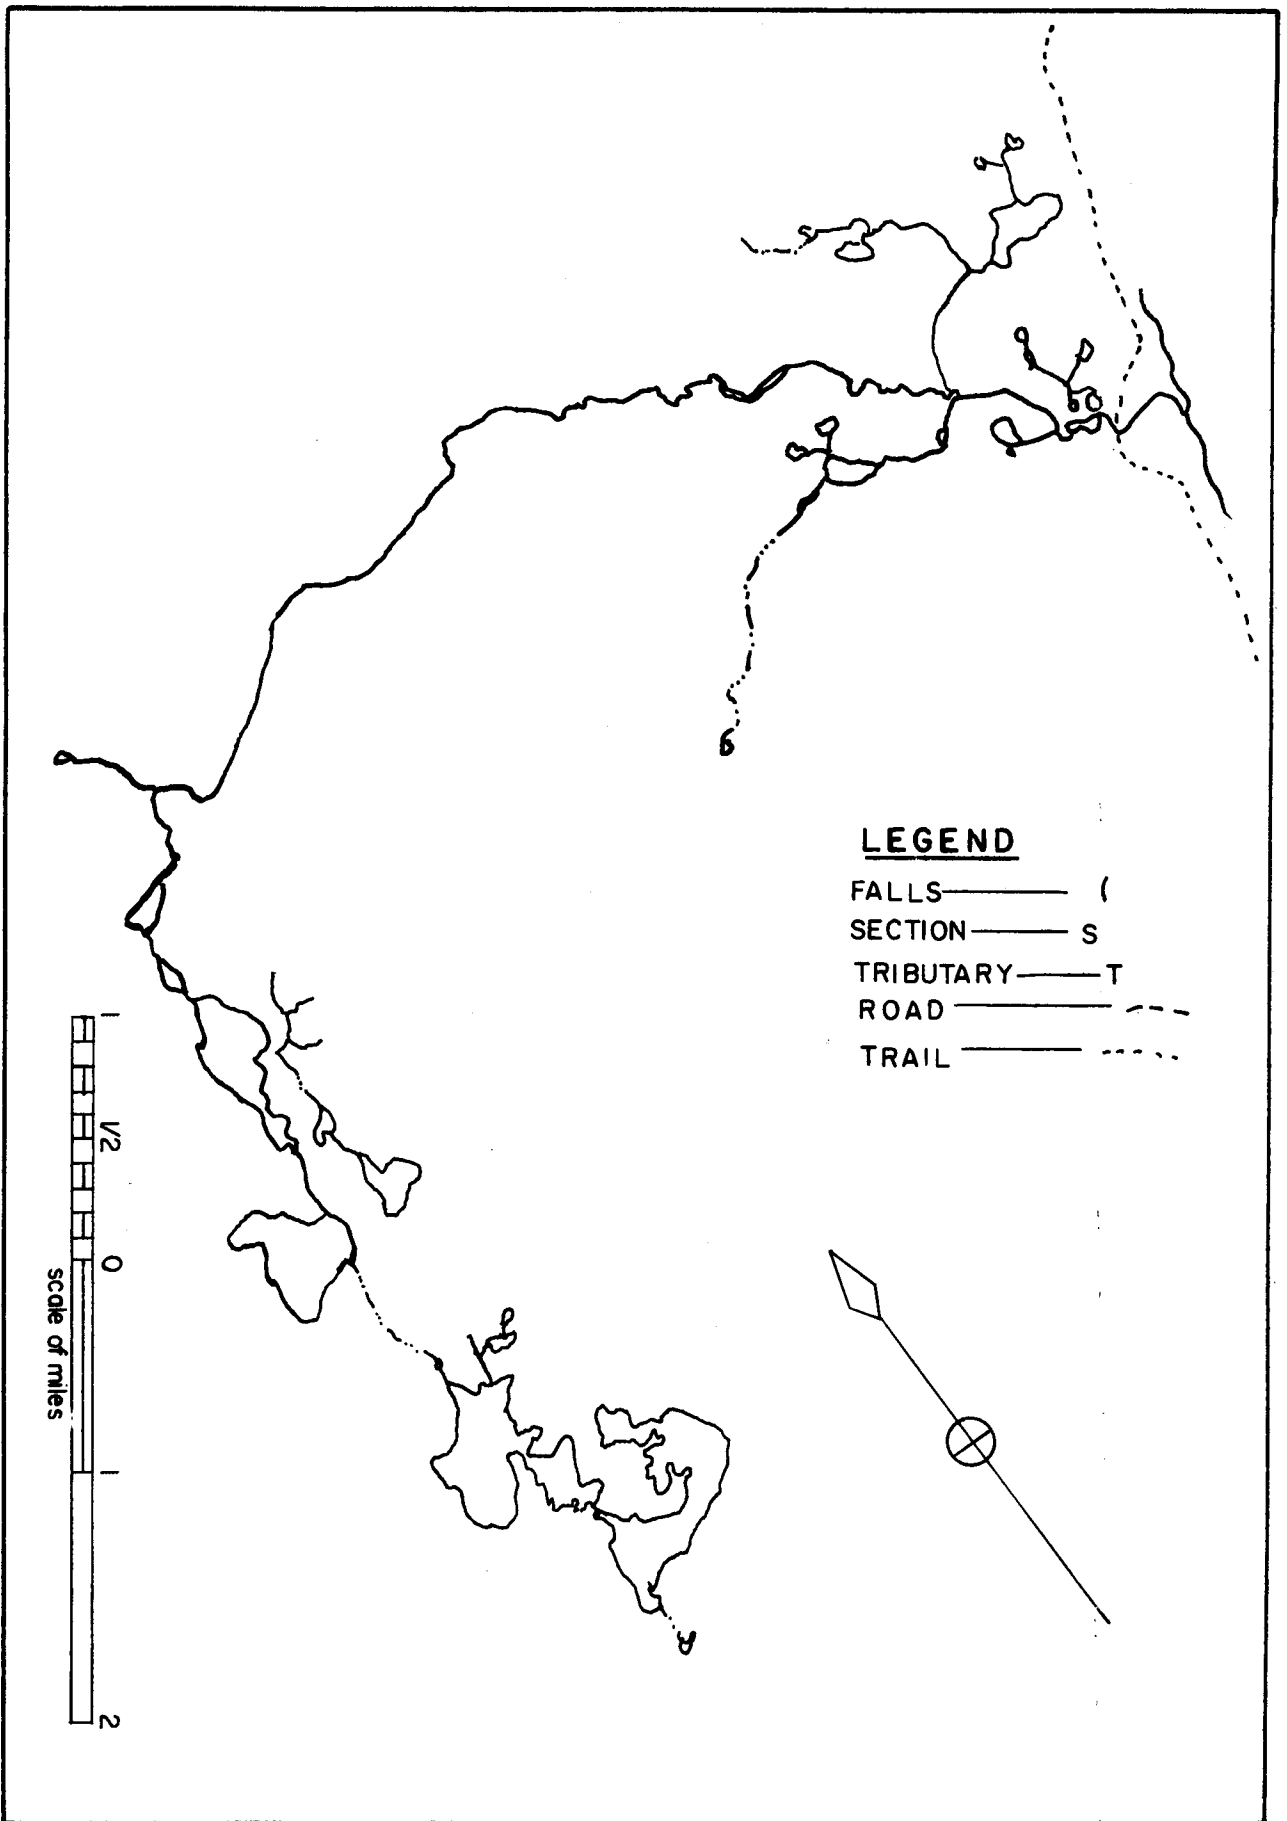 LEGEND
FALLS (
SECTION S
TRIBUTARY T
ROAD
TRAIL
1
1/2
0
1
2
scale of miles